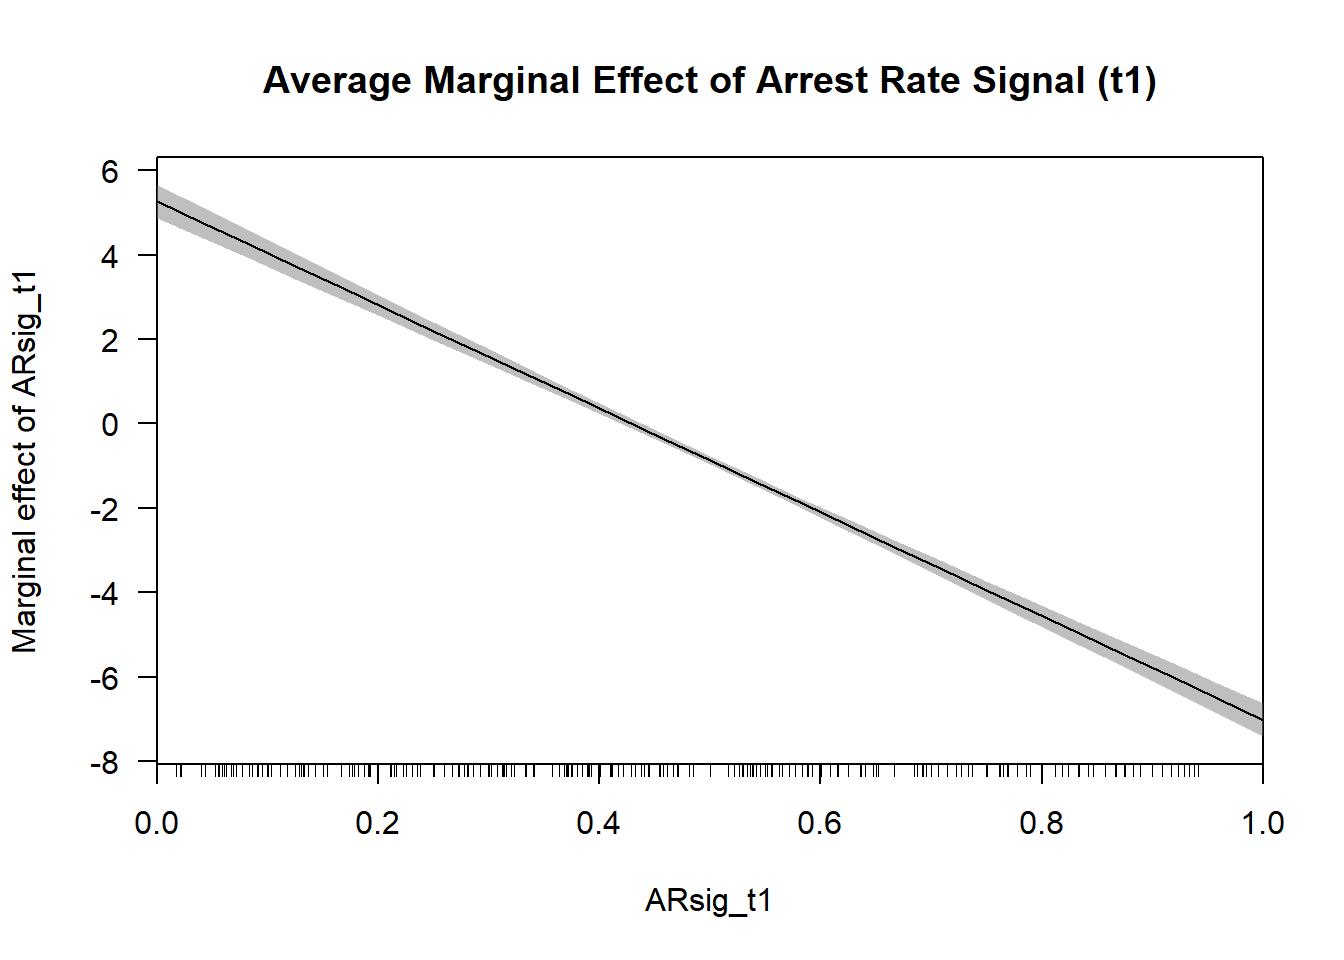 Average Marginal Effect of Arrest Rate Signal (t1)
Marginal effect of ARsig_t1
6
4
2
0
-2
-4
-6
-8
0.0 0.2 0.4 0.6 0.8 1.0
ARsig_t1